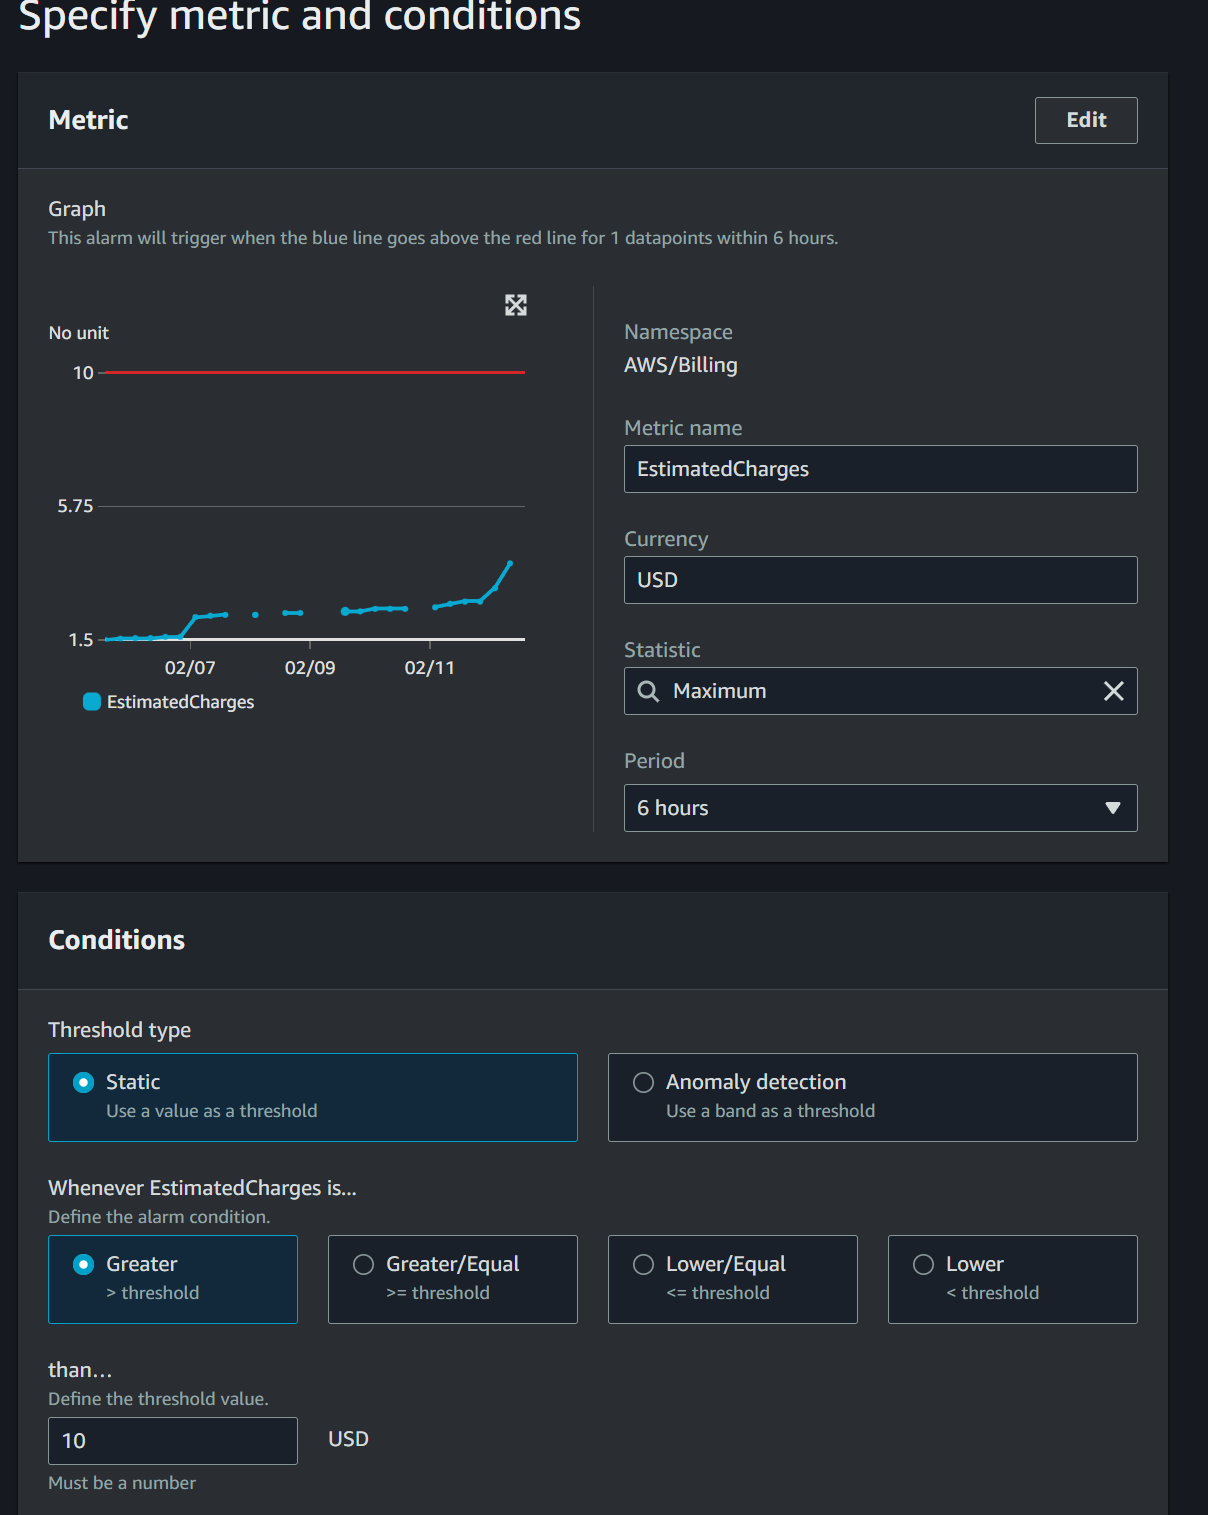 Specify metric and conditions
Metric
Edit
Graph
This alarm will trigger when the blue line goes above the red line for 1 datapoints within 6 hours.
No unit
10
5.75
1.5
02/07 02/09 02/11
EstimatedCharges
Namespace
AWS/Billing
Metric name
EstimatedCharges
Currency
USD
Statistic
Maximum
Period
6 hours
Conditions
Threshold type
Static
Use a value as a threshold
Anomaly detection
Use a band as a threshold
Whenever EstimatedCharges is...
Define the alarm condition.
Greater
> threshold
Greater/Equal
>= threshold
Lower/Equal
<= threshold
Lower
< threshold
than...
Define the threshold value.
10
USD
Must be a number